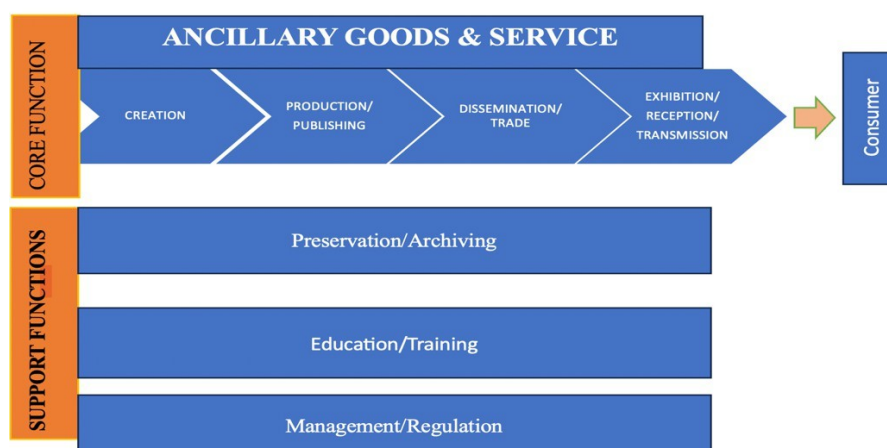 CORE FUNCTION
ANCILLARY GOODS & SERVICE
CREATION
PRODUCTION/
PUBLISHING
DISSEMINATION/
TRADE
EXHIBITION/
RECEPTION/
TRANSMISSION
Consumer
SUPPORT FUNCTIONS
Preservation/Archiving
Education/Training
Management/Regulation